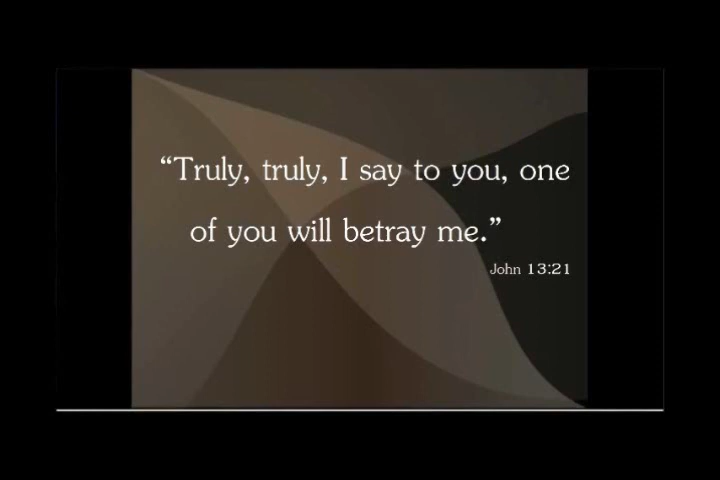 “Truly, truly, I say to you, one
of you will betray me.”
John 13:21